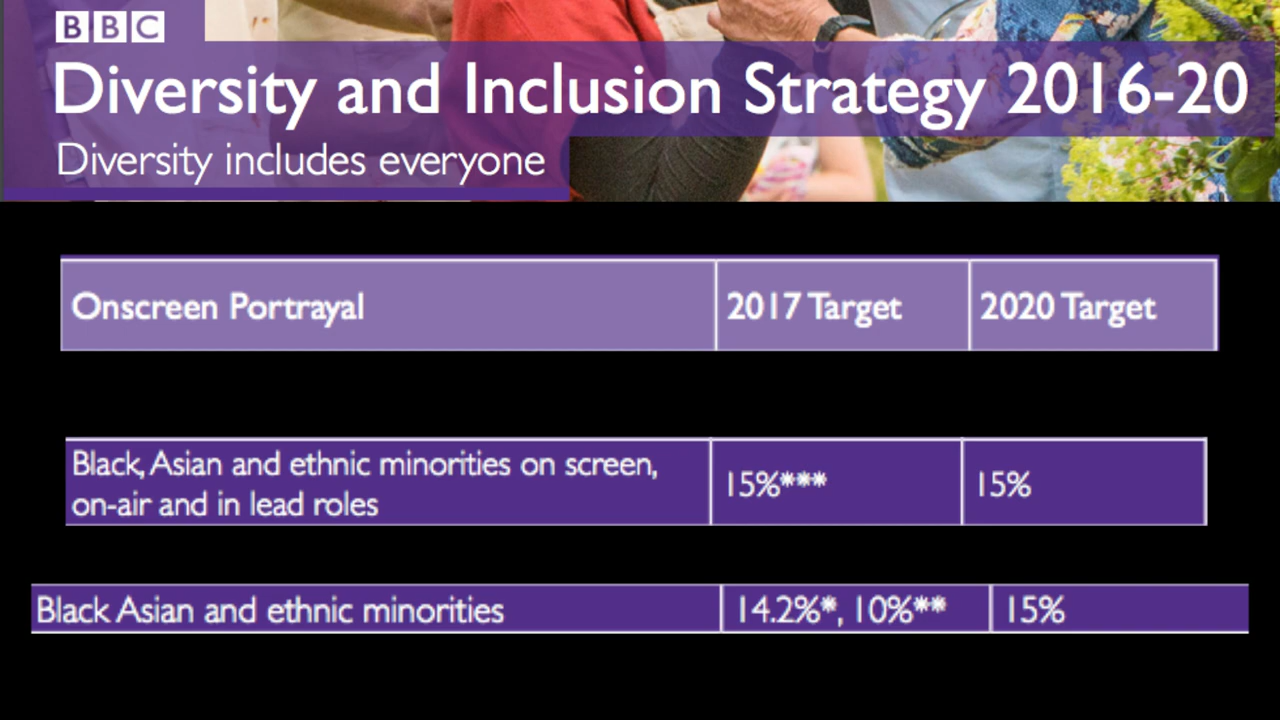 BBC
Diversity and Inclusion Strategy 2016-20
Diversity includes everyone
Onscreen Portrayal 2017 Target 2020 Target
Black, Asian and ethnic minorities on screen,
on-air and in lead roles 15%*** 15%
Black Asian and ethnic minorities 14.2%*, 10%** 15%